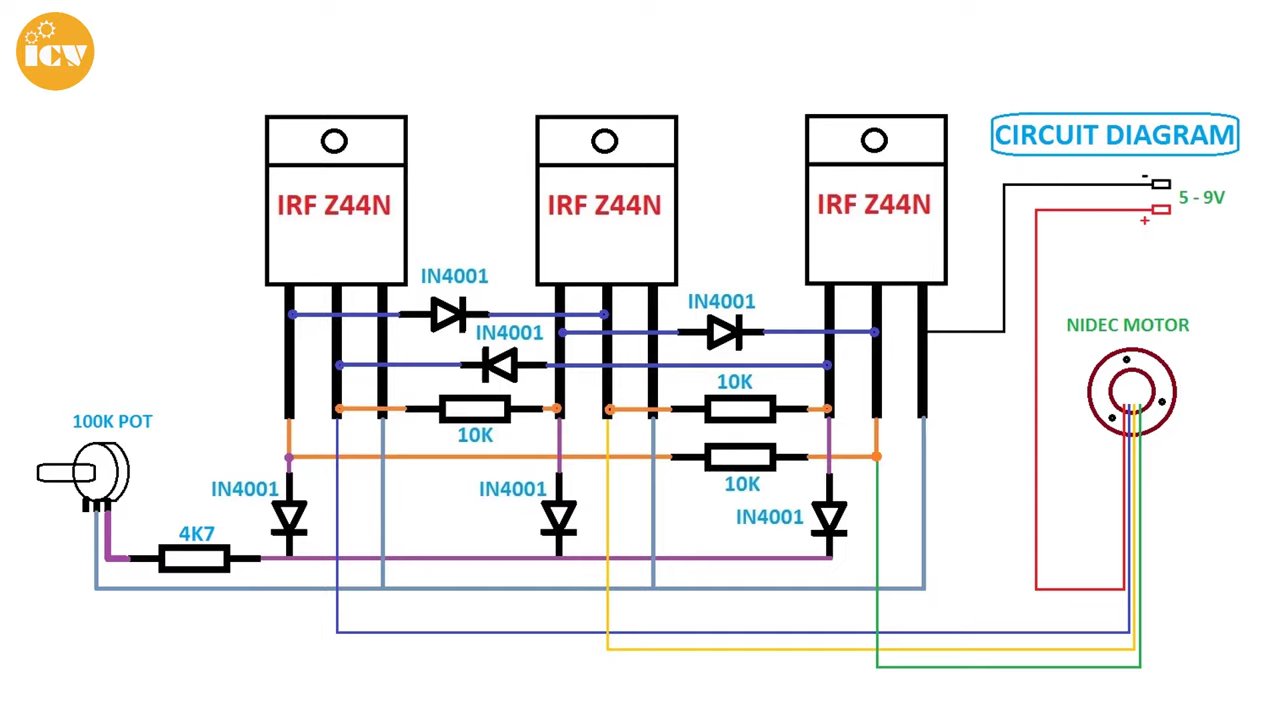 icw
CIRCUIT DIAGRAM
-
5 - 9V
+
IRF Z44N
IRF Z44N
IRF Z44N
IN4001
IN4001
IN4001
NIDEC MOTOR
10K
10K
10K
100K POT
IN4001
IN4001
IN4001
4K7